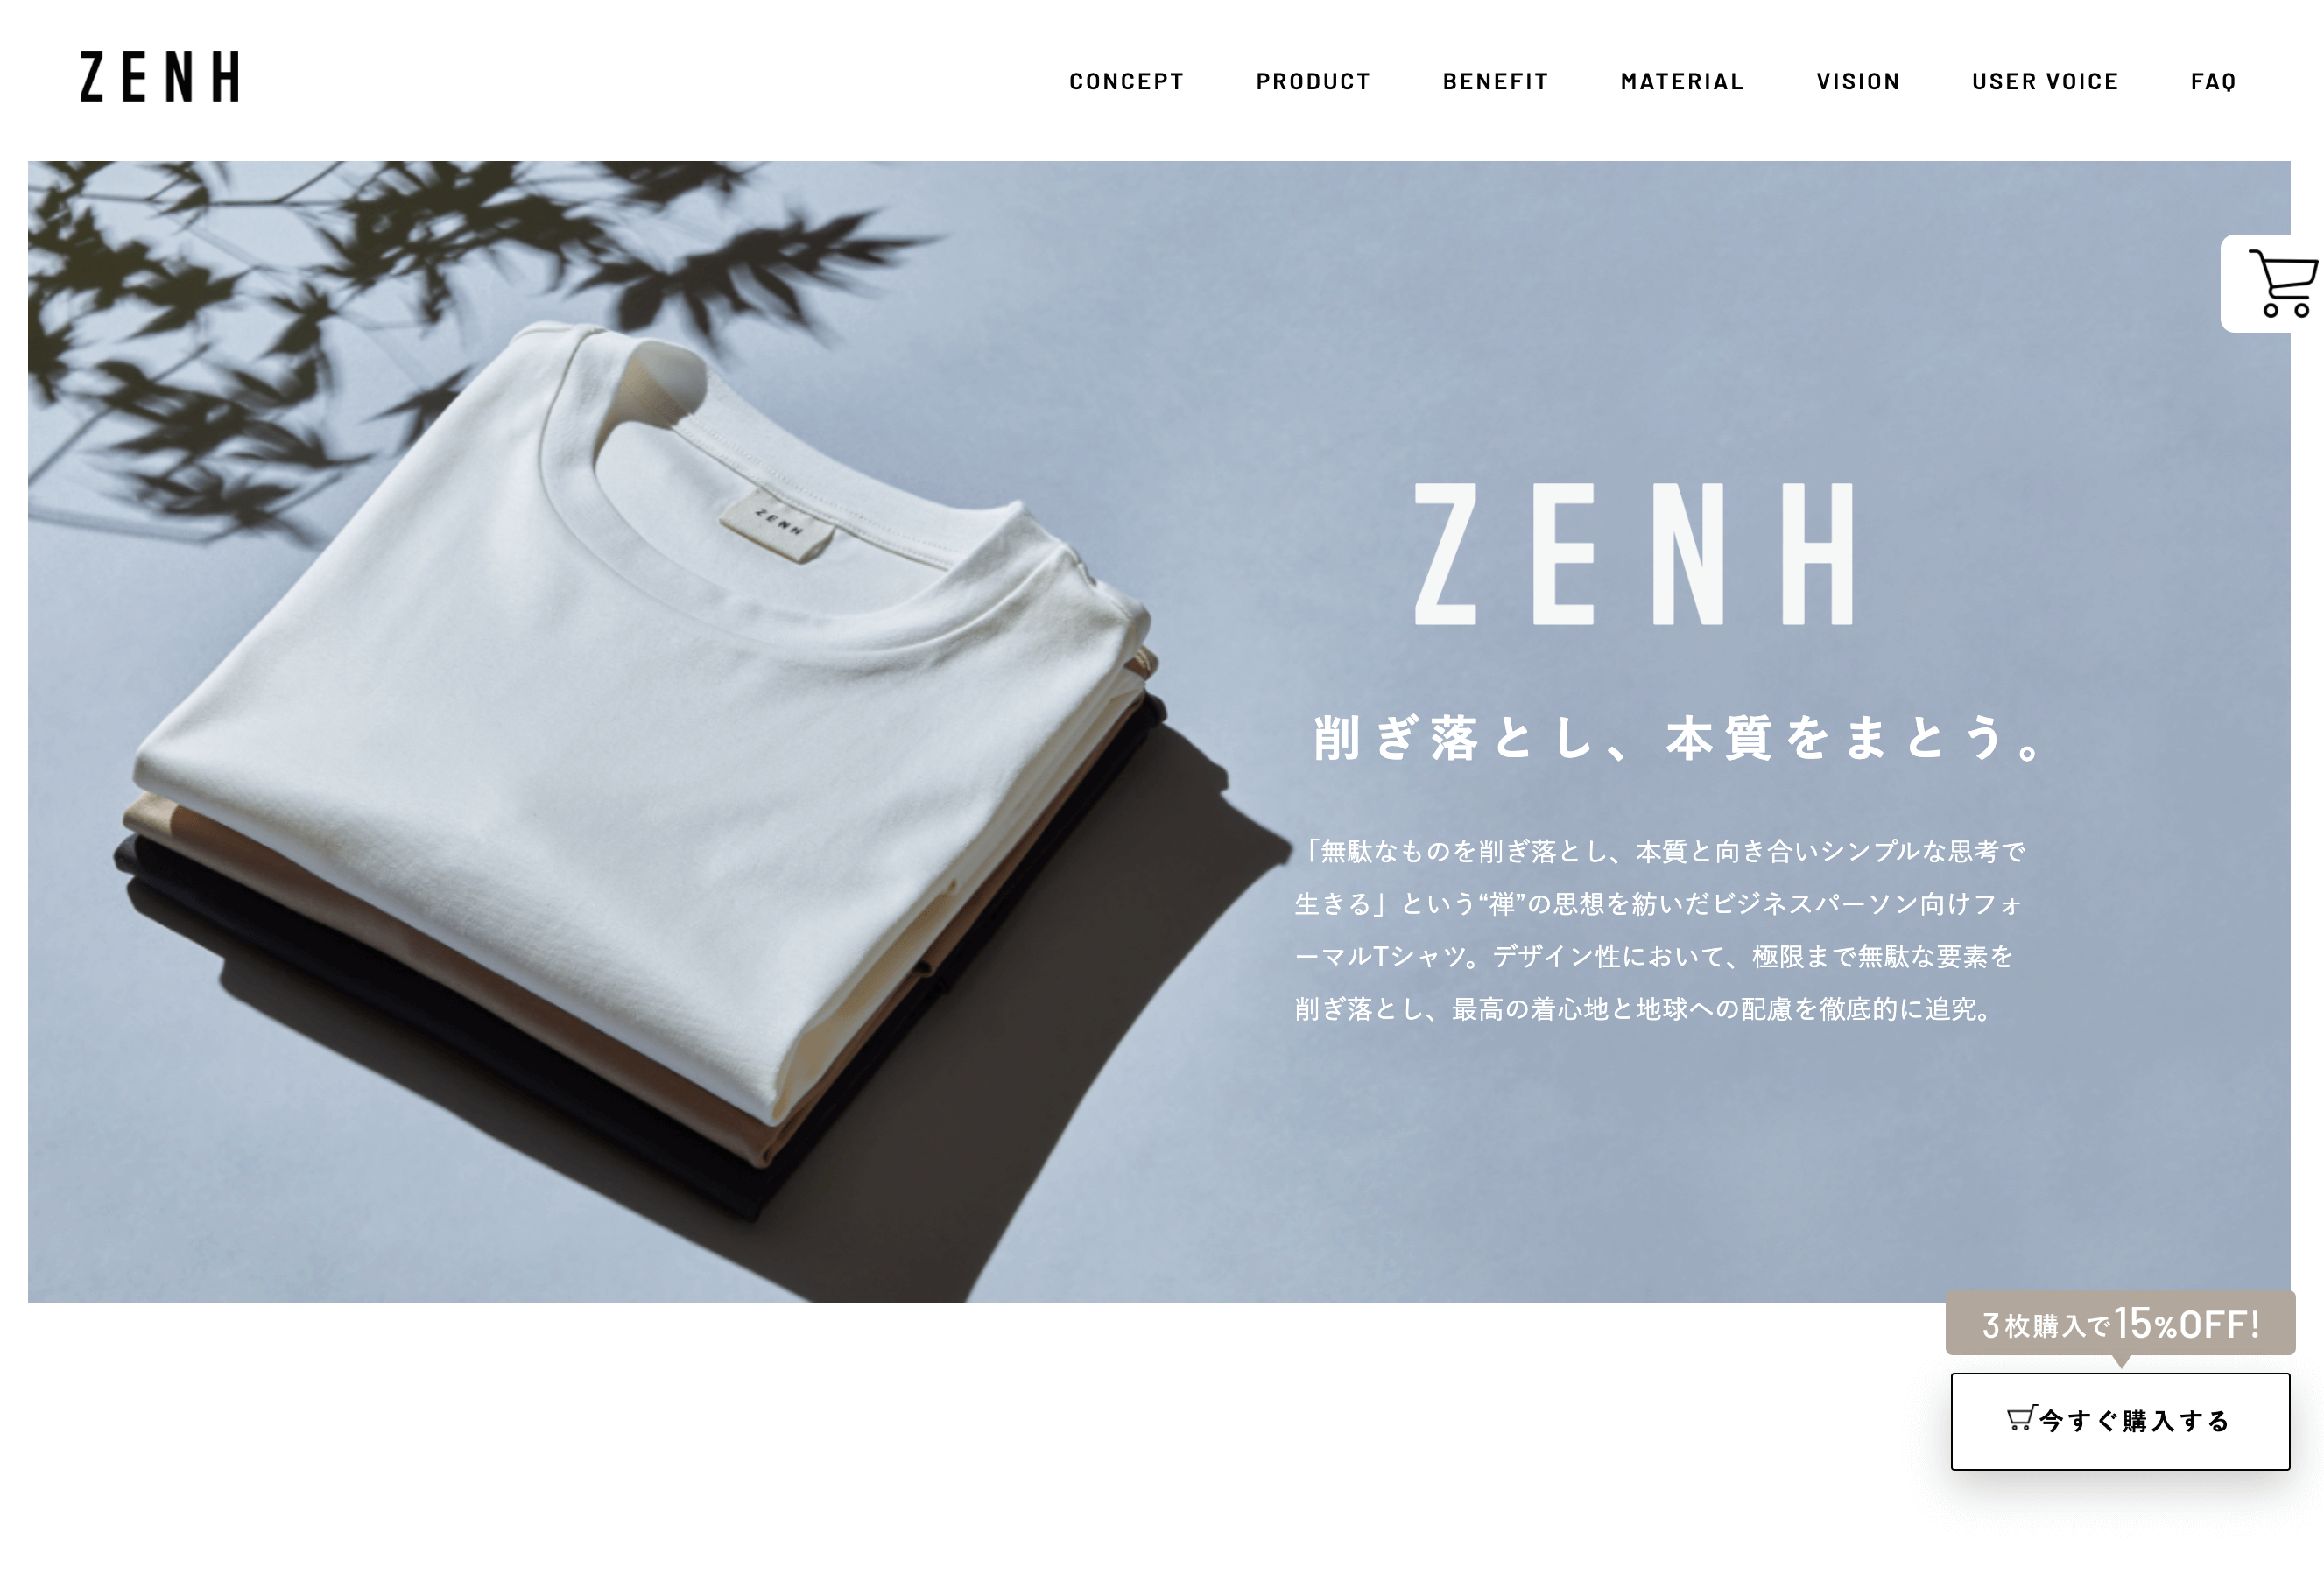 ZENH
CONCEPT PRODUCT BENEFIT MATERIAL VISION USER VOICE FAQ
ZENH
ZENH
削ぎ落とし、本質をまとう。
「無駄なものを削ぎ落とし、本質と向き合いシンプルな思考で
生きる」という“禅”の思想を紡いだビジネスパーソン向けフォ
ーマルTシャツ。デザイン性において、極限まで無駄な要素を
削ぎ落とし、最高の着心地と地球への配慮を徹底的に追究。
3枚購入で15%OFF!
今すぐ購入する